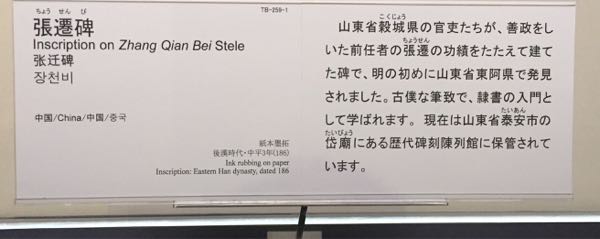 ちょう せん ひ
張遷碑
TB-259-1
Inscription on Zhang Qian Bei Stele
张迁碑
장천비
中国/China/中国/중국
紙本墨拓
後漢時代・中平3年(186)
Ink rubbing on paper
Inscription: Eastern Han dynasty, dated 186
こくじょう
山東省穀城県の官吏たちが、善政をし
ちょうせん
いた前任者の張遷の功績をたたえて建て
た碑で、明の初めに山東省東阿県で発見
されました。古僕な筆致で、隷書の入門と
たいあん
して学ばれます。現在は山東省泰安市の
たいびょう
岱廟にある歴代碑刻陳列館に保管されて
います。